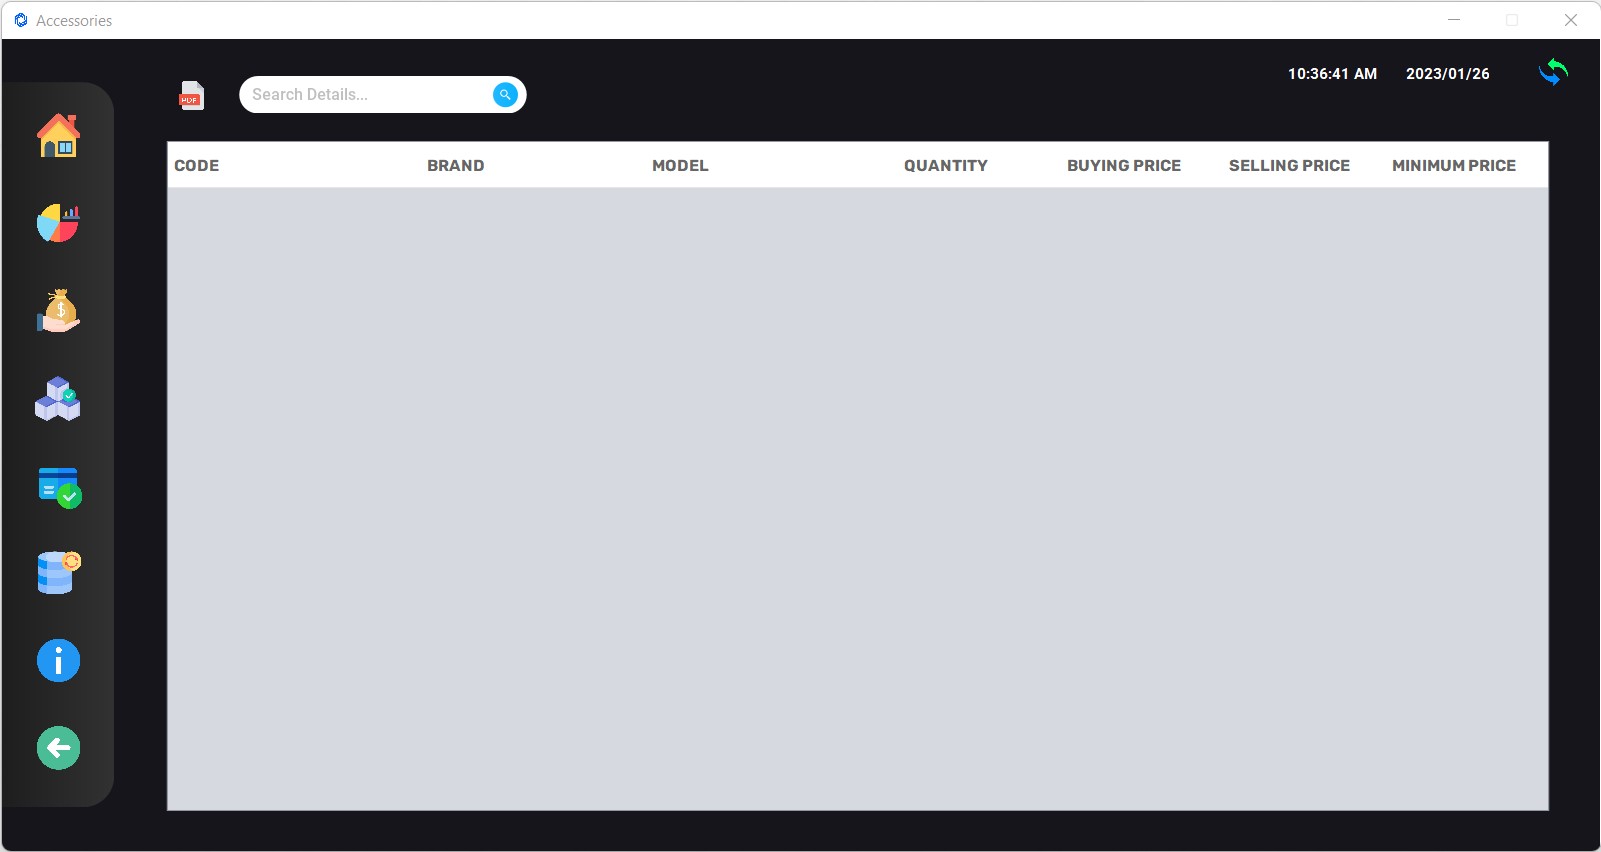 Accessories
10:36:41 AM 2023/01/26
PDF
Search Details...
CODE BRAND MODEL QUANTITY BUYING PRICE SELLING PRICE MINIMUM PRICE
$
i